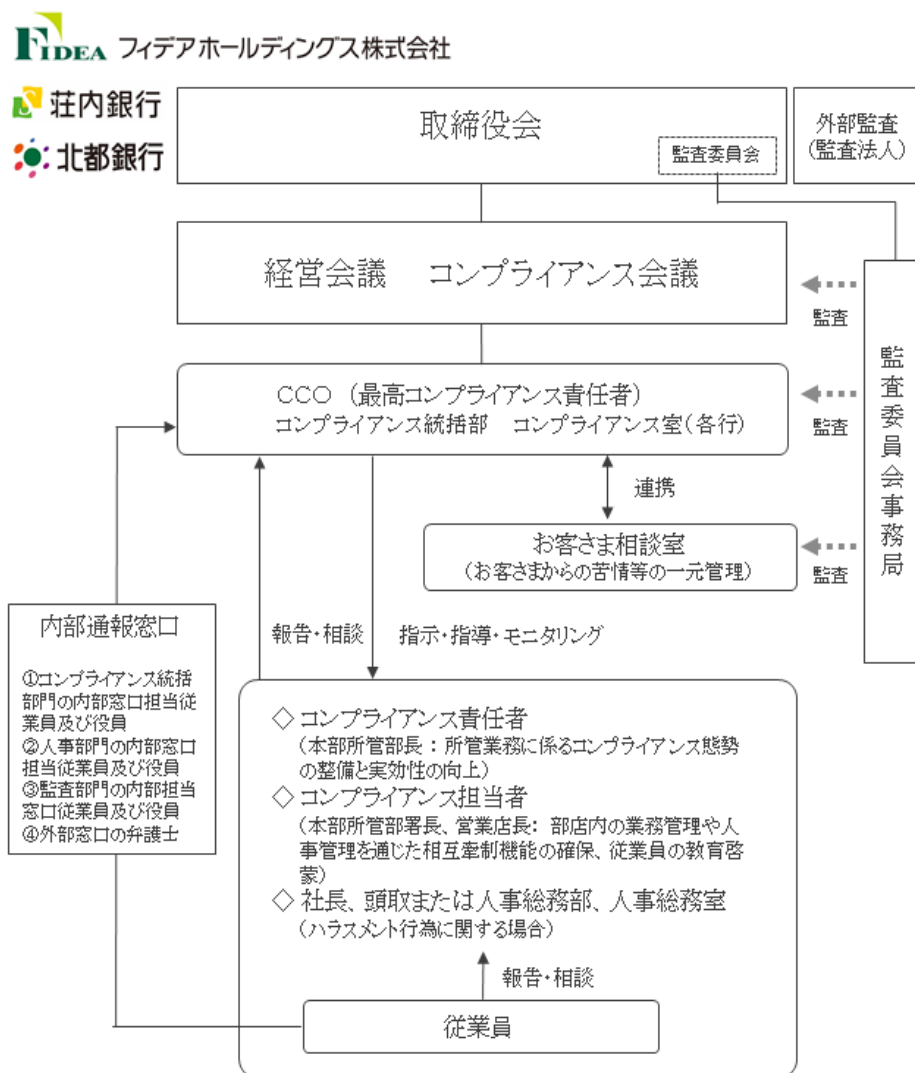 FIDEA フィデアホールディングス株式会社
荘内銀行
北都銀行
取締役会
監査委員会
外部監査
(監査法人)
経営会議 コンプライアンス会議
監査
CCO (最高コンプライアンス責任者)
コンプライアンス統括部 コンプライアンス室(各行)
監査
連携
お客さま相談室
(お客さまからの苦情等の一元管理)
監査
監査委員会事務局
内部通報窓口
①コンプライアンス統括
部門の内部窓口担当従
業員及び役員
②人事部門の内部窓口
担当従業員及び役員
③監査部門の内部担当
窓口従業員及び役員
④外部窓口の弁護士
報告・相談
指示・指導・モニタリング
◇ コンプライアンス責任者
(本部所管部長：所管業務に係るコンプライアンス態勢
の整備と実効性の向上)
◇ コンプライアンス担当者
(本部所管部署長、営業店長：部店内の業務管理や人
事管理を通じた相互牽制機能の確保、従業員の教育啓
蒙)
◇ 社長、頭取または人事総務部、人事総務室
(ハラスメント行為に関する場合)
報告・相談
従業員